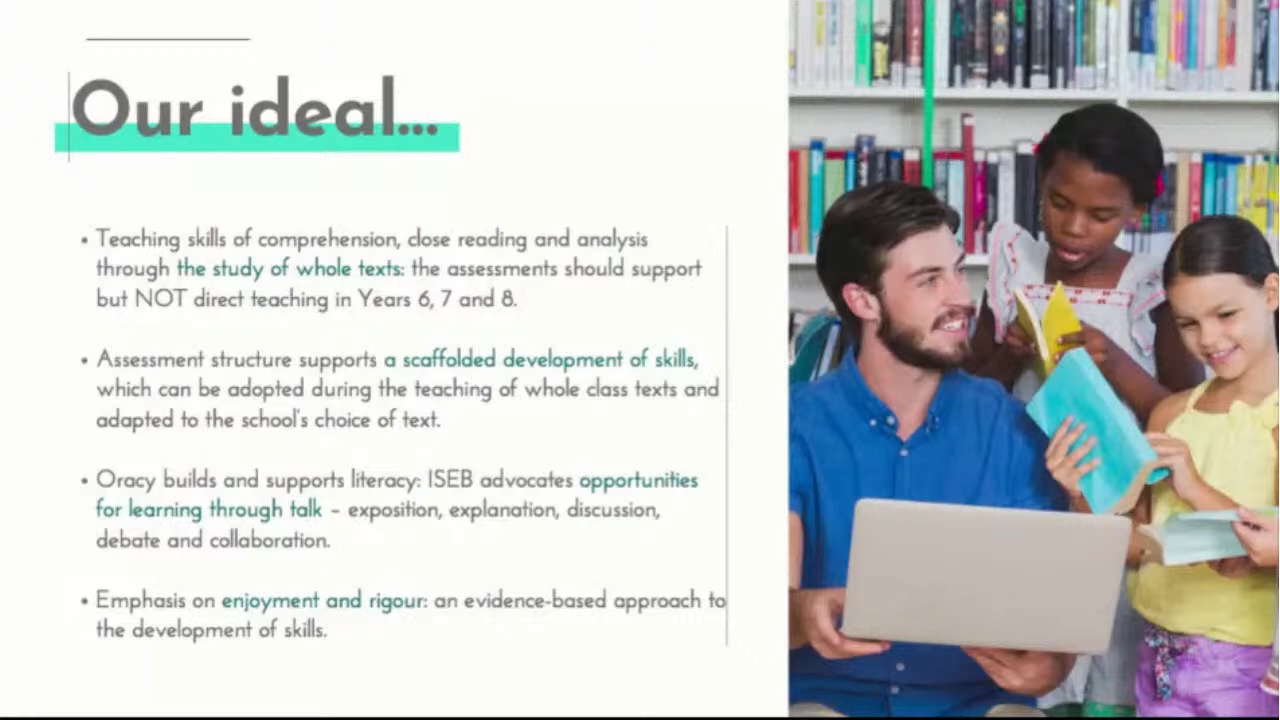 Our ideal...
• Teaching skills of comprehension, close reading and analysis
through the study of whole texts: the assessments should support
but NOT direct teaching in Years 6, 7 and 8.
• Assessment structure supports a scaffolded development of skills,
which can be adopted during the teaching of whole class texts and
adapted to the school's choice of text.
• Oracy builds and supports literacy: ISEB advocates opportunities
for learning through talk – exposition, explanation, discussion,
debate and collaboration.
• Emphasis on enjoyment and rigour: an evidence-based approach to
the development of skills.